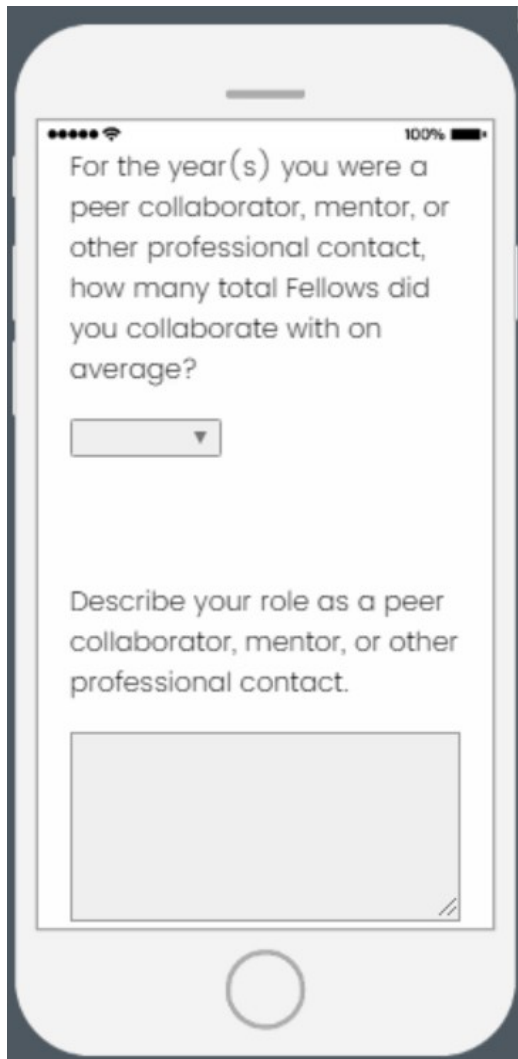 100%
For the year(s) you were a
peer collaborator, mentor, or
other professional contact,
how many total Fellows did
you collaborate with on
average?
Describe your role as a peer
collaborator, mentor, or other
professional contact.